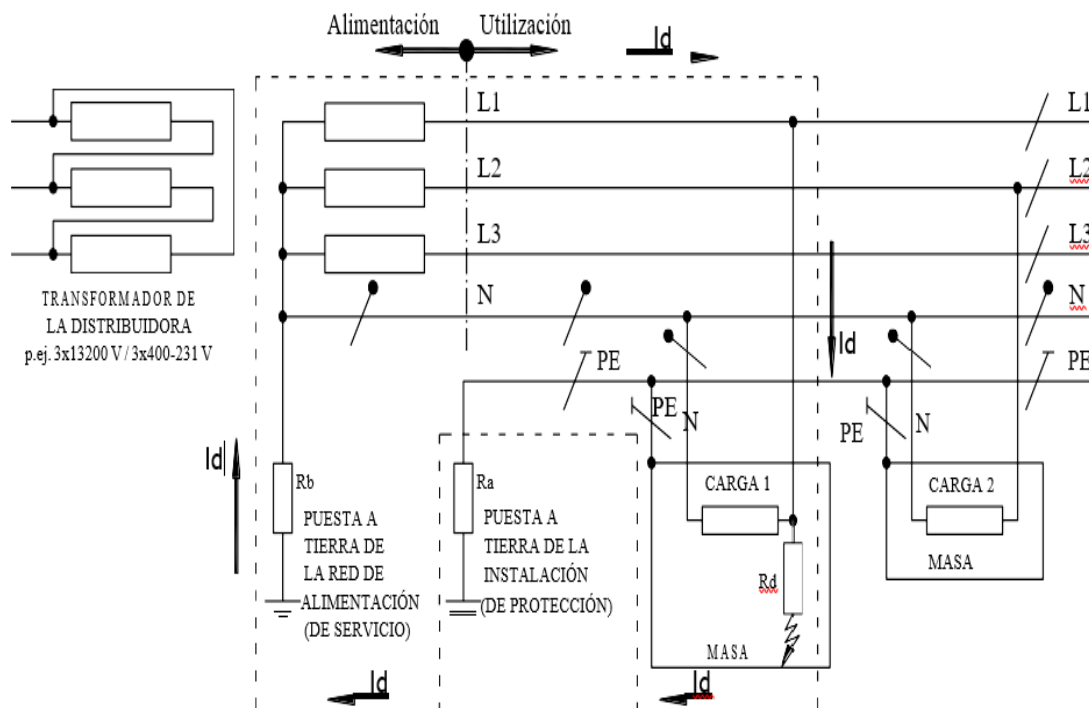 Alimentación
Utilización
Id
L1
L1
L2
L2
L3
L3
TRANSFORMADOR DE
LA DISTRIBUIDORA
p.ej. 3x13200 V / 3x400-231 V
N
N
Id
PE
PE
PE
N
PE
N
Id
Rb
PUESTA A
TIERRA DE
LA RED DE
ALIMENTACIÓN
(DE SERVICIO)
Ra
PUESTA A
TIERRA DE LA
INSTALACIÓN
(DE PROTECCIÓN)
CARGA 1
Rd
MASA
CARGA 2
MASA
Id
Id